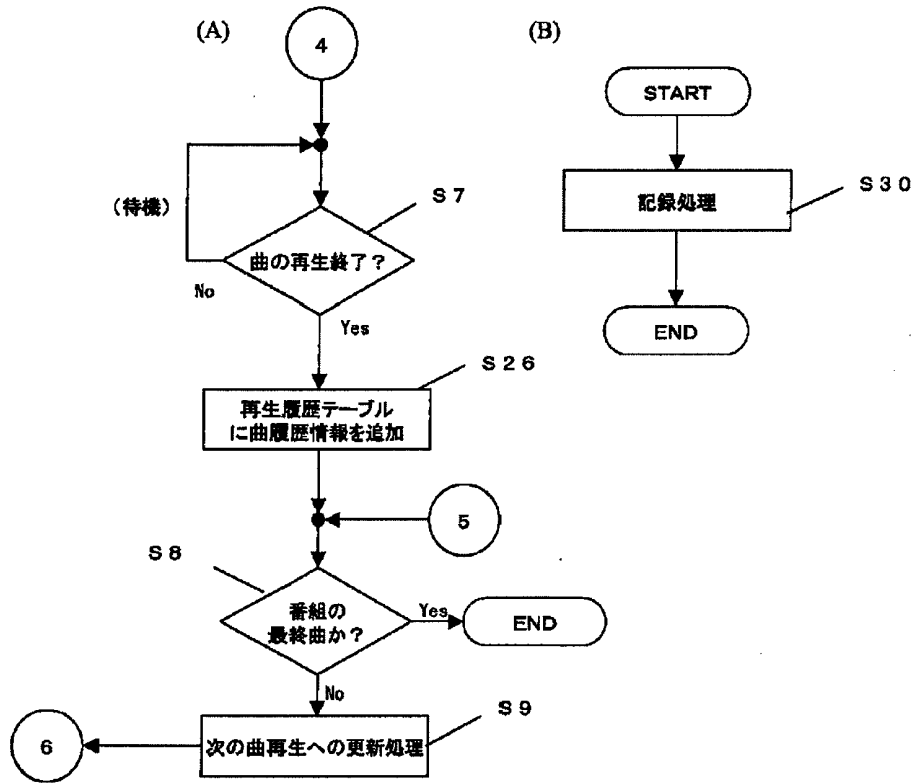 (A)
4
(待機)
S7
曲の再生終了？
No
Yes
S26
再生履歴テーブル
に曲履歴情報を追加
5
S8
番組の
最終曲か？
Yes
END
No
S9
次の曲再生への更新処理
6
(B)
START
記録処理
S30
END